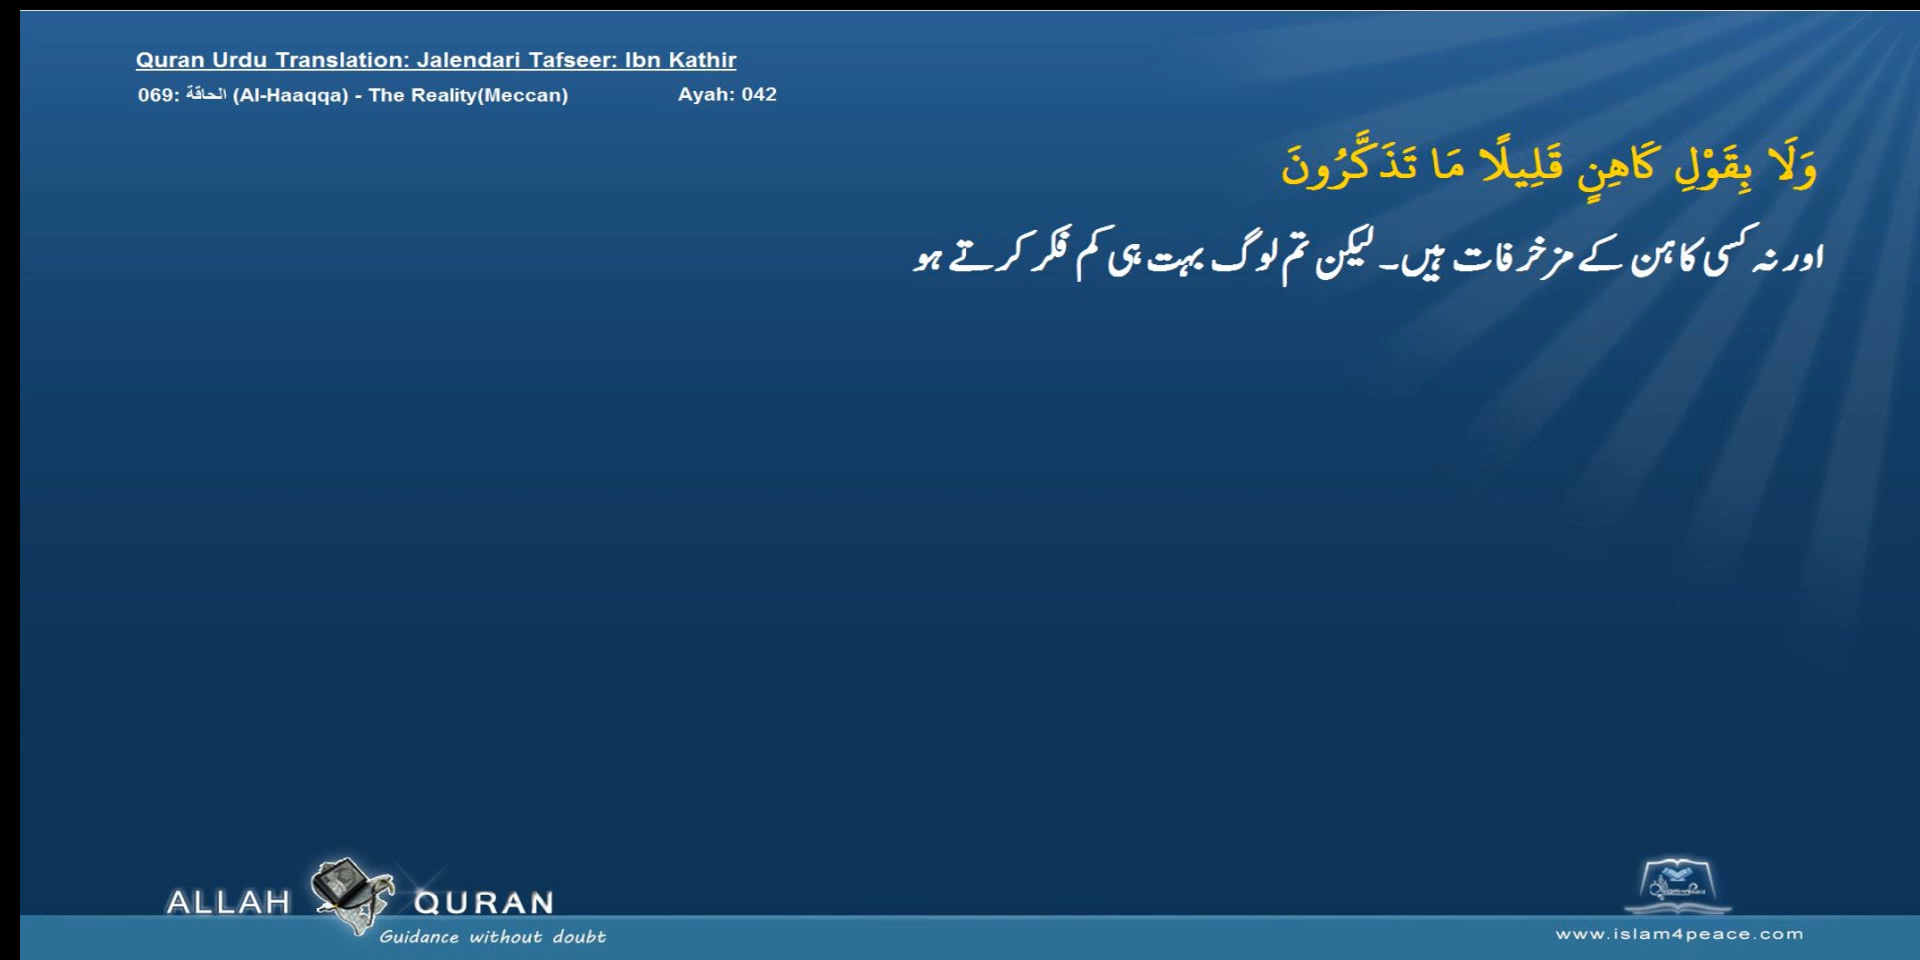 Quran Urdu Translation: Jalendari Tafseer: Ibn Kathir
069: الحاقة (Al-Haaqqa) - The Reality(Meccan) Ayah: 042
وَلَا بِقَوْلِ كَاهِنٍ قَلِيلًا مَا تَذَكَّرُونَ
اور نہ کسی کاہن کے مزخرفات ہیں۔ لیکن تم لوگ بہت ہی کم فکر کرتے ہو
ALLAH QURAN
Guidance without doubt
www.islam4peace.com